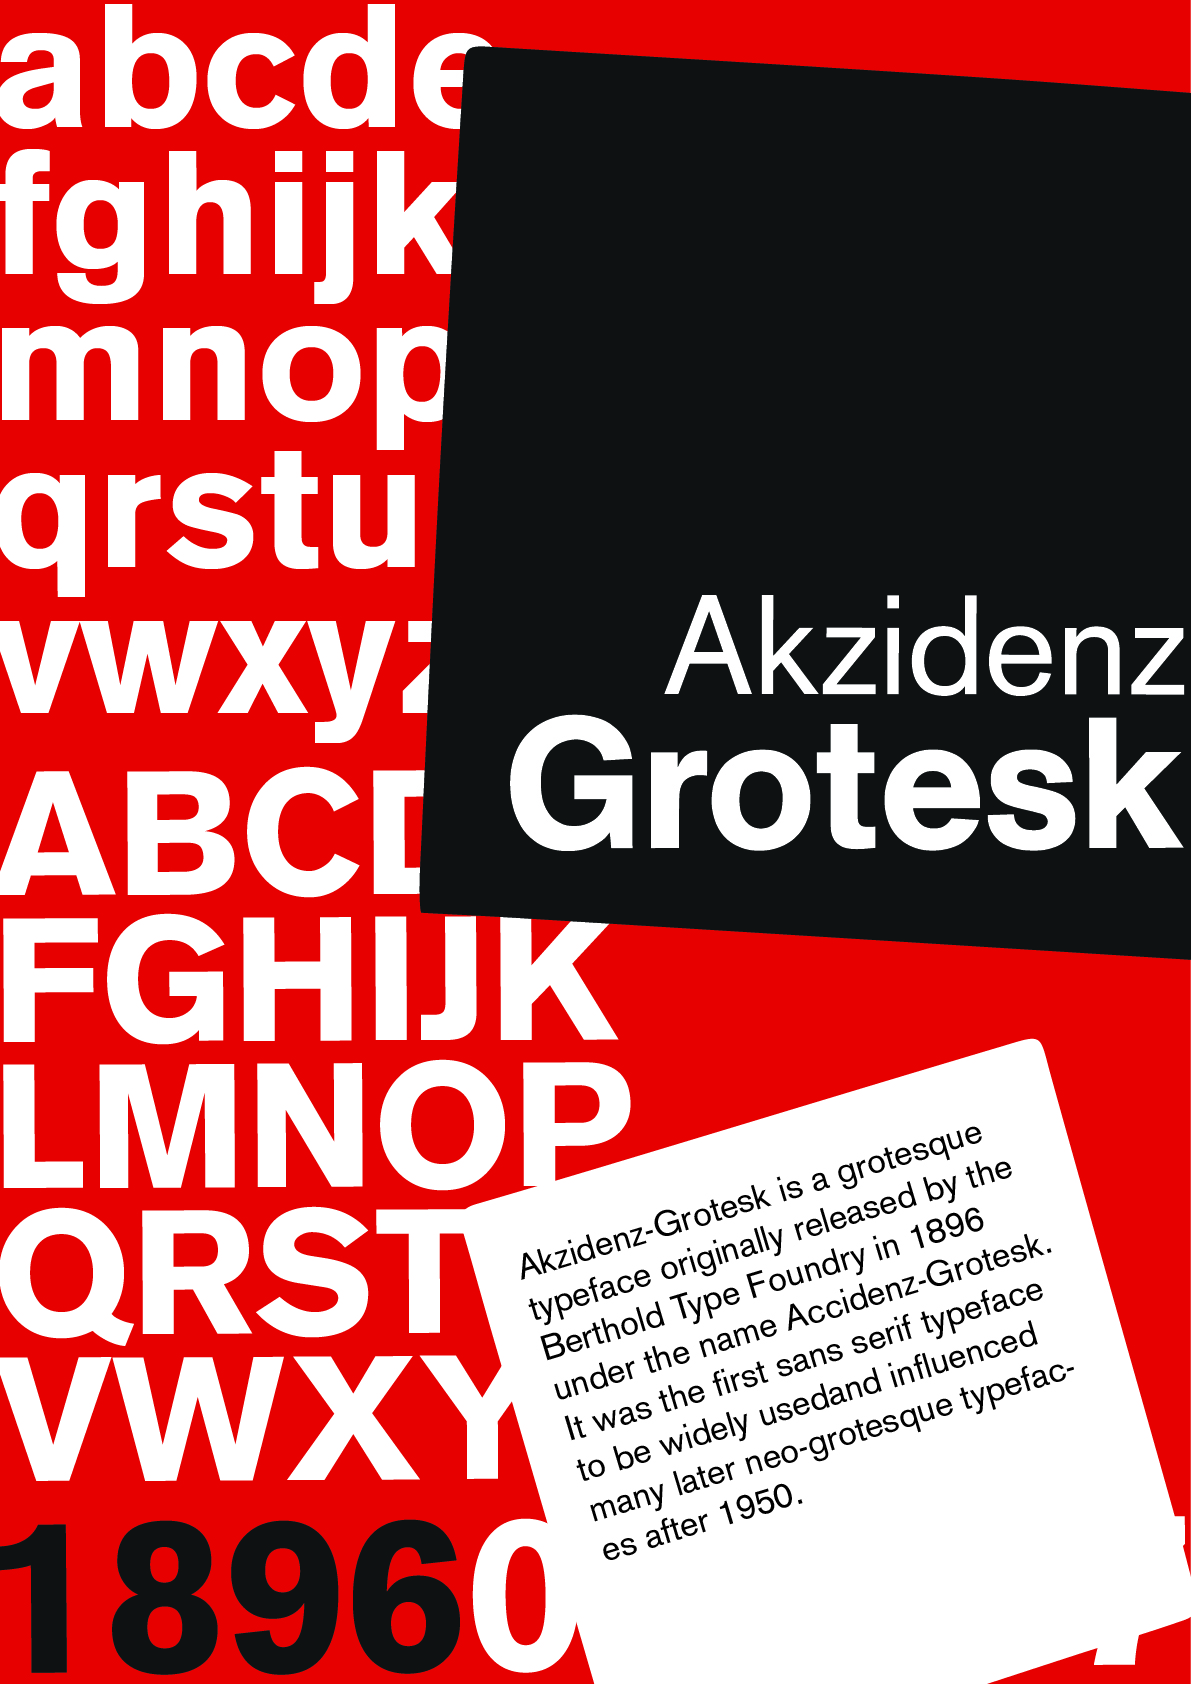 abcde
fghijk
mnop
qrstu
vwxyz
Akzidenz
Grotesk
ABCD
FGHIJK
LMNOP
QRST
VWXY
Akzidenz-Grotesk is a grotesque
typeface originally released by the
Berthold Type Foundry in 1896
under the name Accidenz-Grotesk.
It was the first sans serif typeface
to be widely usedand influenced
many later neo-grotesque typefac-
es after 1950.
18960